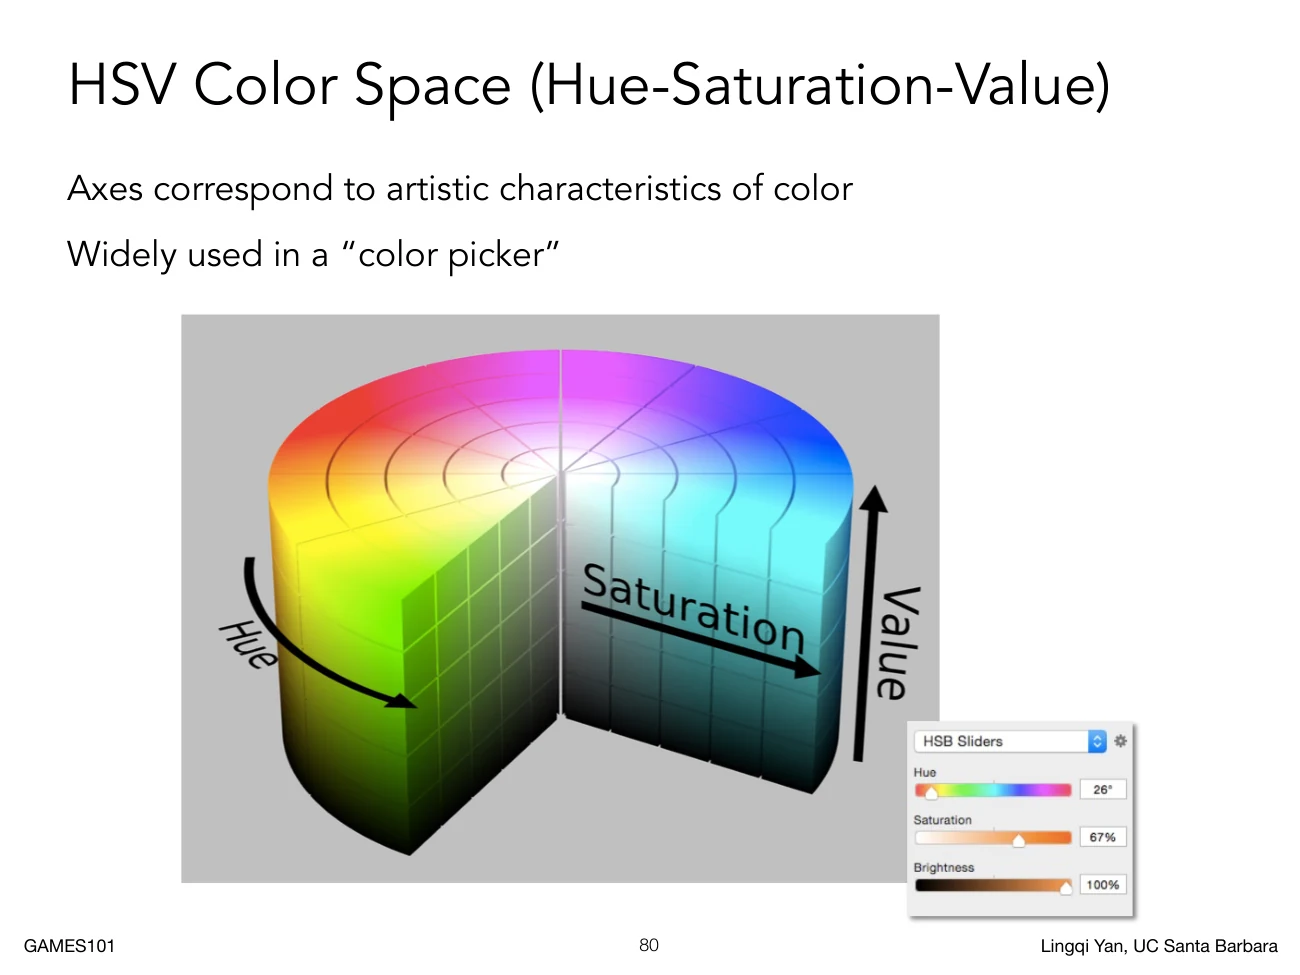 HSV Color Space (Hue-Saturation-Value)
Axes correspond to artistic characteristics of color
Widely used in a “color picker”
Hue
Saturation
Value
HSB Sliders
Hue
26°
Saturation
67%
Brightness
100%
GAMES101
80
Lingqi Yan, UC Santa Barbara